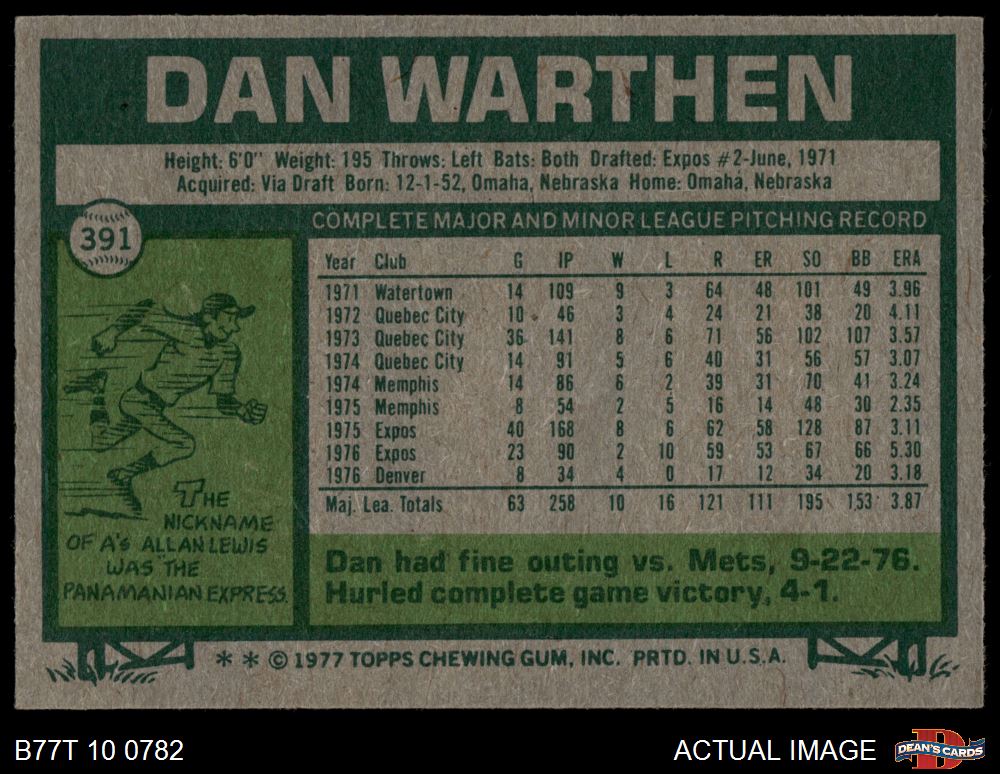 DAN WARTHEN
Height: 6'0" Weight: 195 Throws: Left Bats: Both Drafted: Expos #2-June, 1971
Acquired: Via Draft Born: 12-1-52, Omaha, Nebraska Home: Omaha, Nebraska
391
COMPLETE MAJOR AND MINOR LEAGUE PITCHING RECORD
Year Club G IP W L R ER SO BB ERA
1971 Watertown 14 109 9 3 64 48 101 49 3.96
1972 Quebec City 10 46 3 4 24 21 38 20 4.11
1973 Quebec City 36 141 8 6 71 56 102 107 3.57
1974 Quebec City 14 91 5 6 40 31 56 57 3.07
1974 Memphis 14 86 6 2 39 31 70 41 3.24
1975 Memphis 8 54 2 5 16 14 48 30 2.35
1975 Expos 40 168 8 6 62 58 128 87 3.11
1976 Expos 23 90 2 10 59 53 67 66 5.30
1976 Denver 8 34 4 0 17 12 34 20 3.18
Maj. Lea. Totals 63 258 10 16 121 111 195 153 3.87
THE
NICKNAME
OF A'S ALLAN LEWIS
WAS "THE
PANAMANIAN EXPRESS."
Dan had fine outing vs. Mets, 9-22-76.
Hurled complete game victory, 4-1.
* * © 1977 TOPPS CHEWING GUM, INC. PRTD. IN U.S.A.
B77T 10 0782
ACTUAL IMAGE
D
DEAN'S CARDS